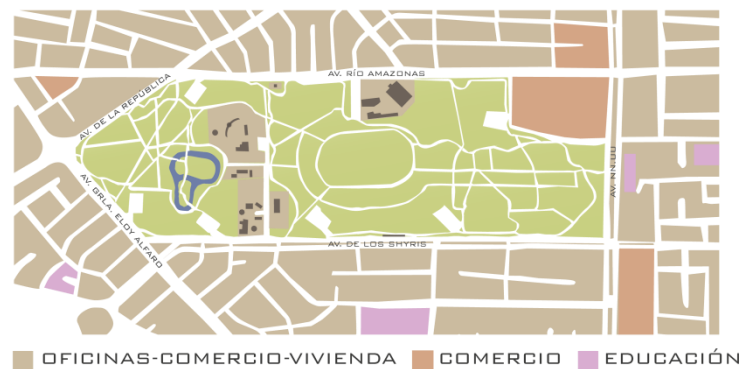 AV. RÍO AMAZONAS
AV. DE LA REPÚBLICA
AV. NN.UU
AV. GRLA. ELOY ALFARO
AV. DE LOS SHYRIS
OFICINAS-COMERCIO-VIVIENDA COMERCIO EDUCACIÓN